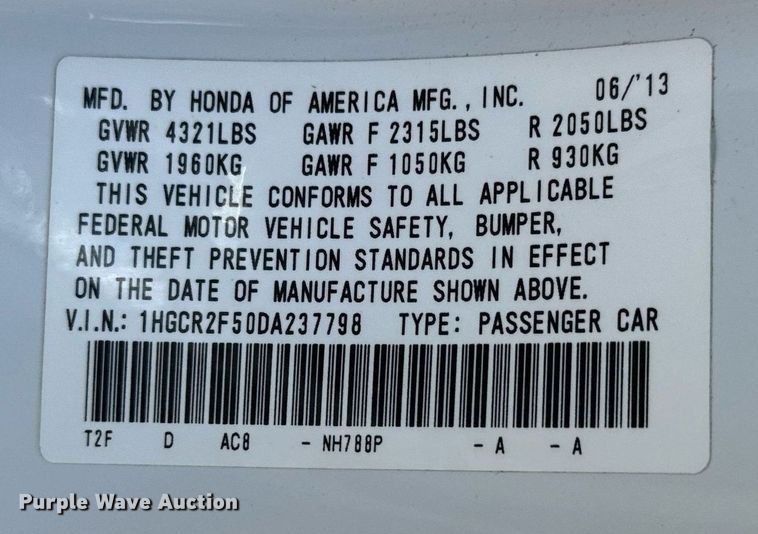 MFD. BY HONDA OF AMERICA MFG., INC. 06/'13
GVWR 4321LBS GAWR F 2315LBS R 2050LBS
GVWR 1960KG GAWR F 1050KG R 930KG
THIS VEHICLE CONFORMS TO ALL APPLICABLE
FEDERAL MOTOR VEHICLE SAFETY, BUMPER,
AND THEFT PREVENTION STANDARDS IN EFFECT
ON THE DATE OF MANUFACTURE SHOWN ABOVE.
V.I.N.: 1HGCR2F50DA237798 TYPE: PASSENGER CAR
T2F D AC8 - NH788P - A - A
Purple Wave Auction